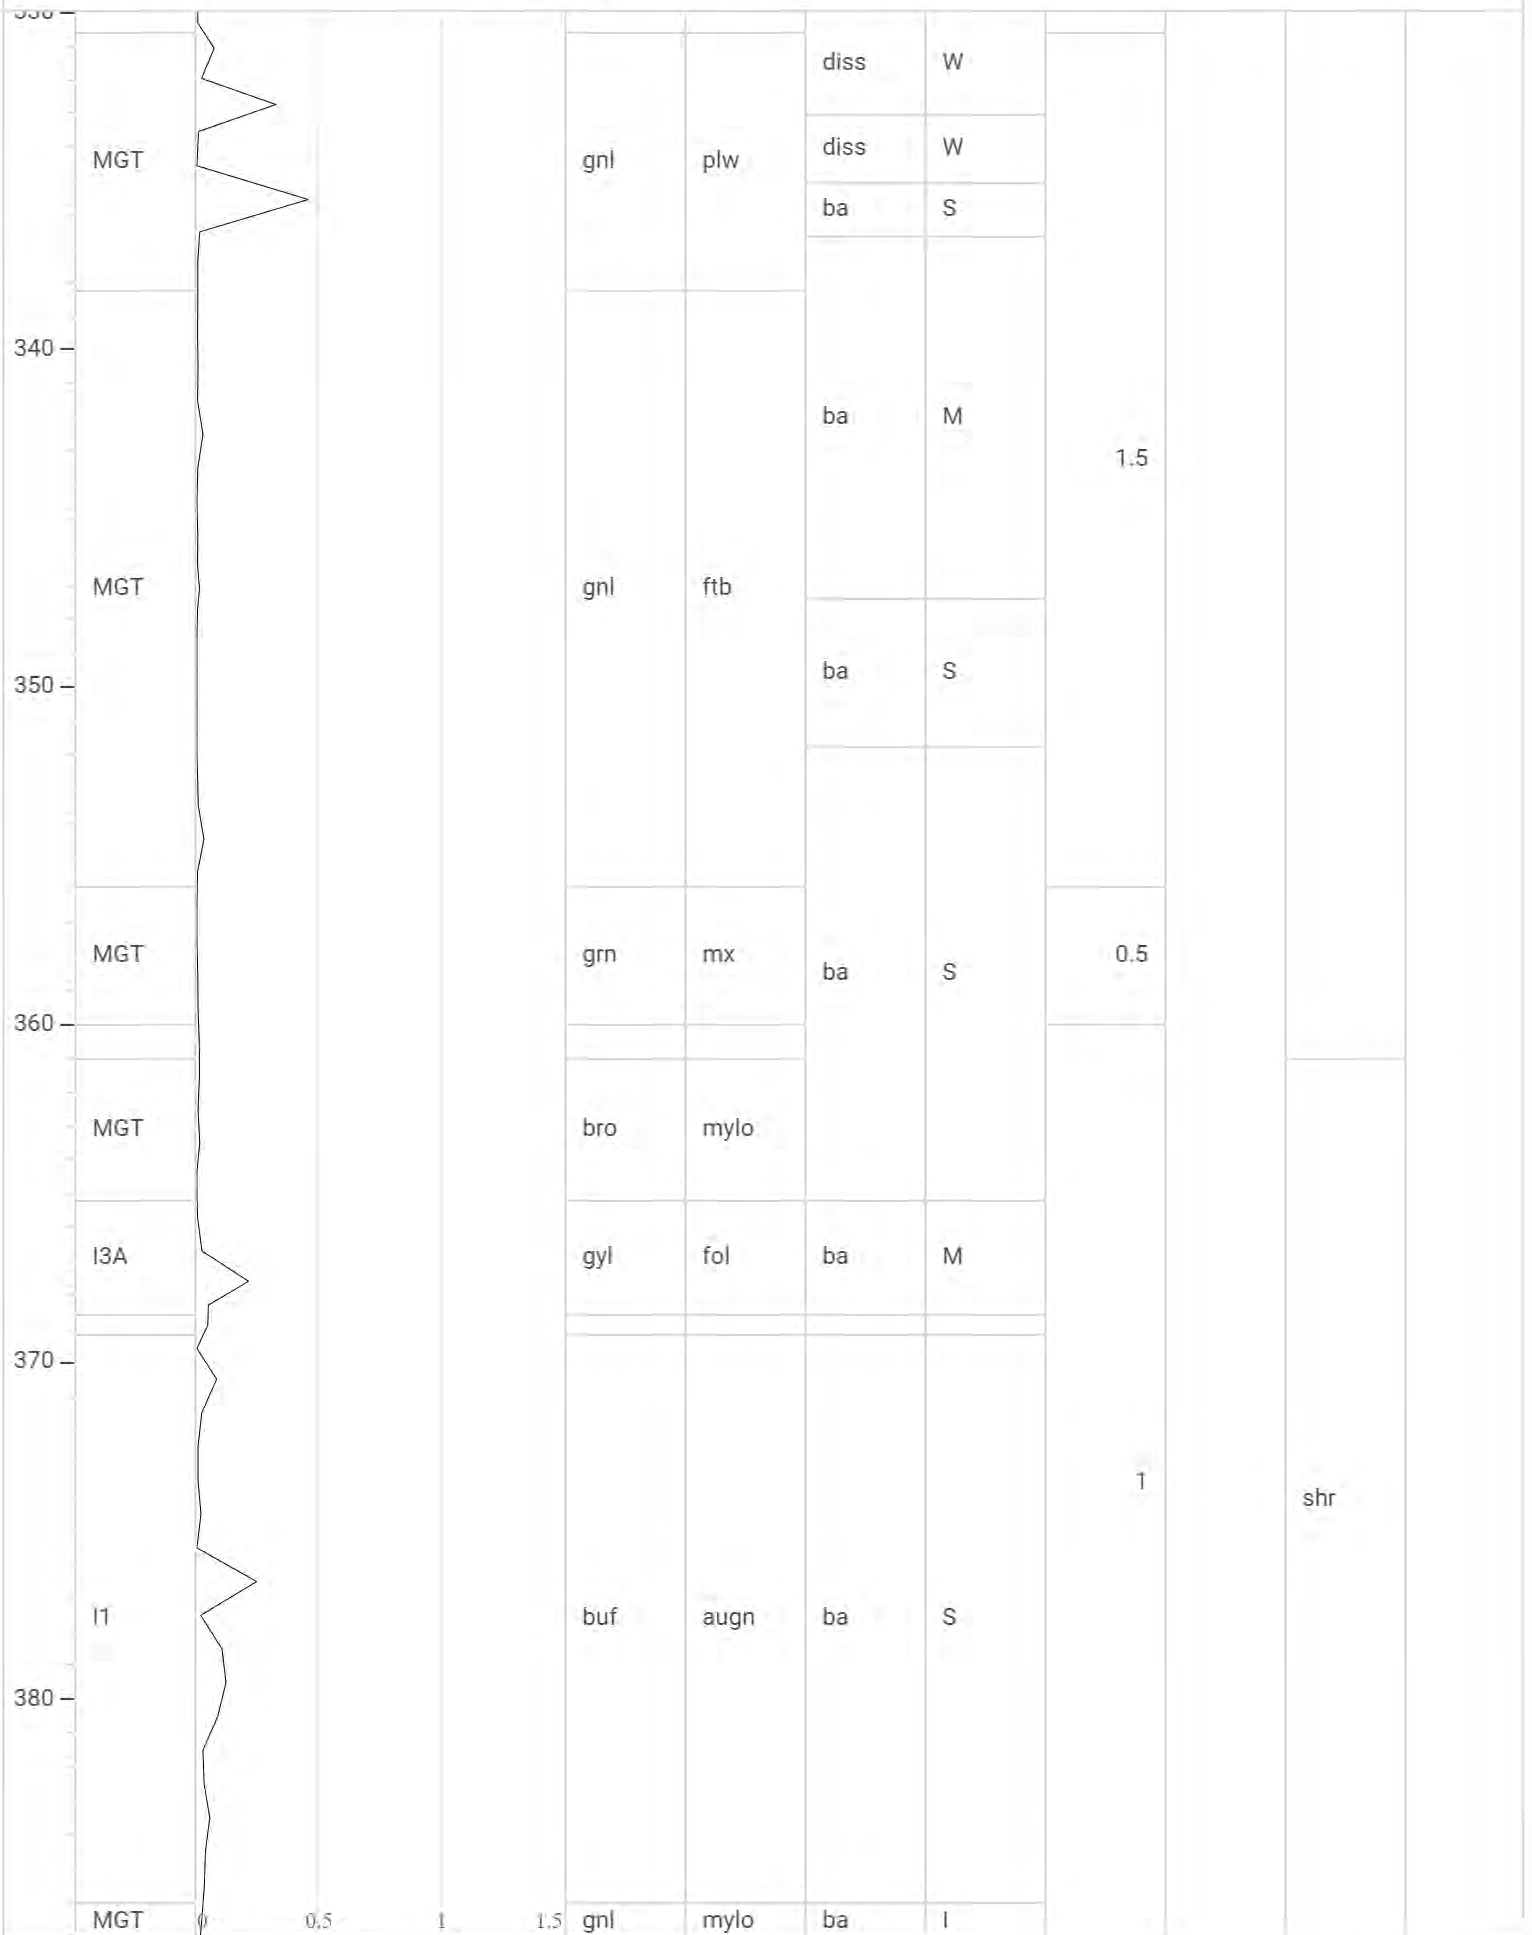 diss W
MGT gnl plw diss W
ba S
340
ba M
1.5
MGT gnl ftb
ba S
350
MGT grn mx 0.5
ba S
360
MGT bro mylo
I3A gyl fol ba M
370
1
shr
I1 buf augn ba S
380
MGT 0 0.5 1 1.5 gnl mylo ba I